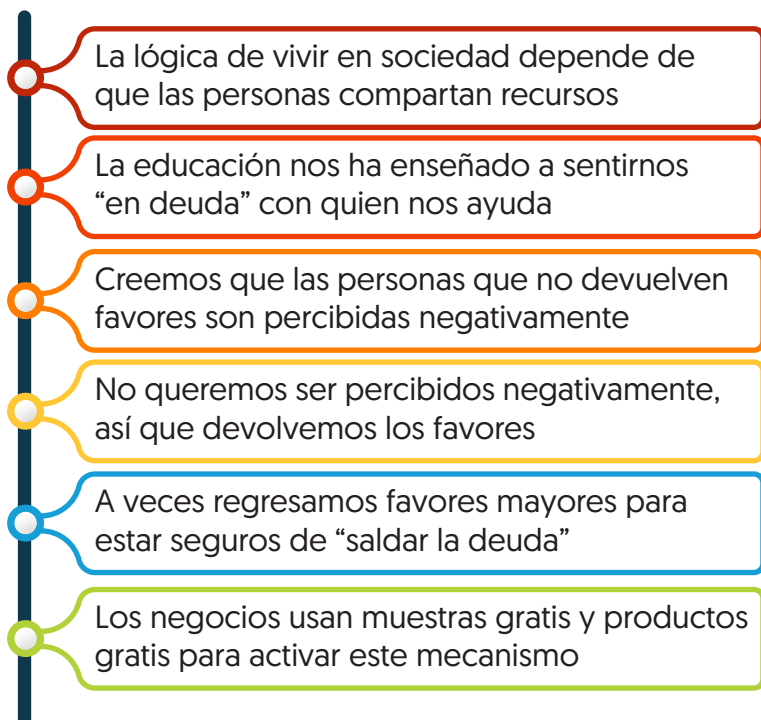 La lógica de vivir en sociedad depende de
que las personas compartan recursos
La educación nos ha enseñado a sentirnos
“en deuda” con quien nos ayuda
Creemos que las personas que no devuelven
favores son percibidas negativamente
No queremos ser percibidos negativamente,
así que devolvemos los favores
A veces regresamos favores mayores para
estar seguros de “saldar la deuda”
Los negocios usan muestras gratis y productos
gratis para activar este mecanismo